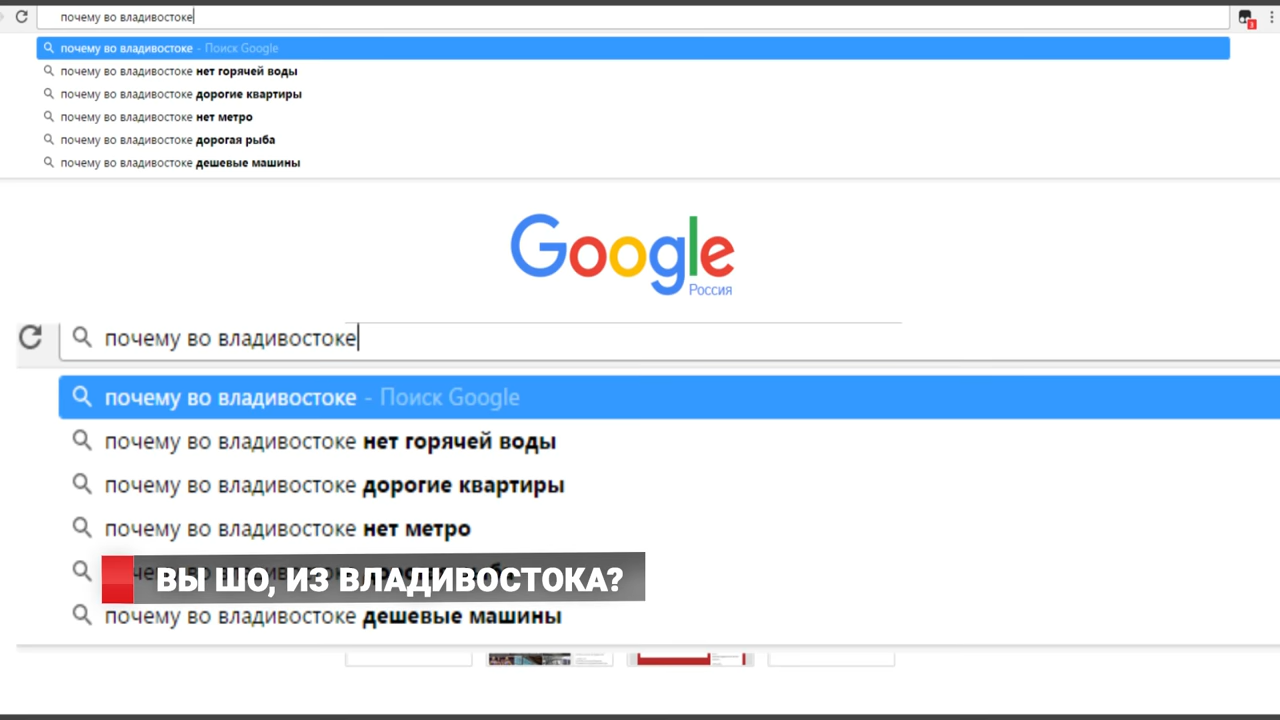 почему во владивостоке
почему во владивостоке - Поиск Google
почему во владивостоке нет горячей воды
почему во владивостоке дорогие квартиры
почему во владивостоке нет метро
почему во владивостоке дорогая рыба
почему во владивостоке дешевые машины
Google
Россия
почему во владивостоке
почему во владивостоке - Поиск Google
почему во владивостоке нет горячей воды
почему во владивостоке дорогие квартиры
почему во владивостоке нет метро
ВЫ ШО, ИЗ ВЛАДИВОСТОКА?
почему во владивостоке дешевые машины